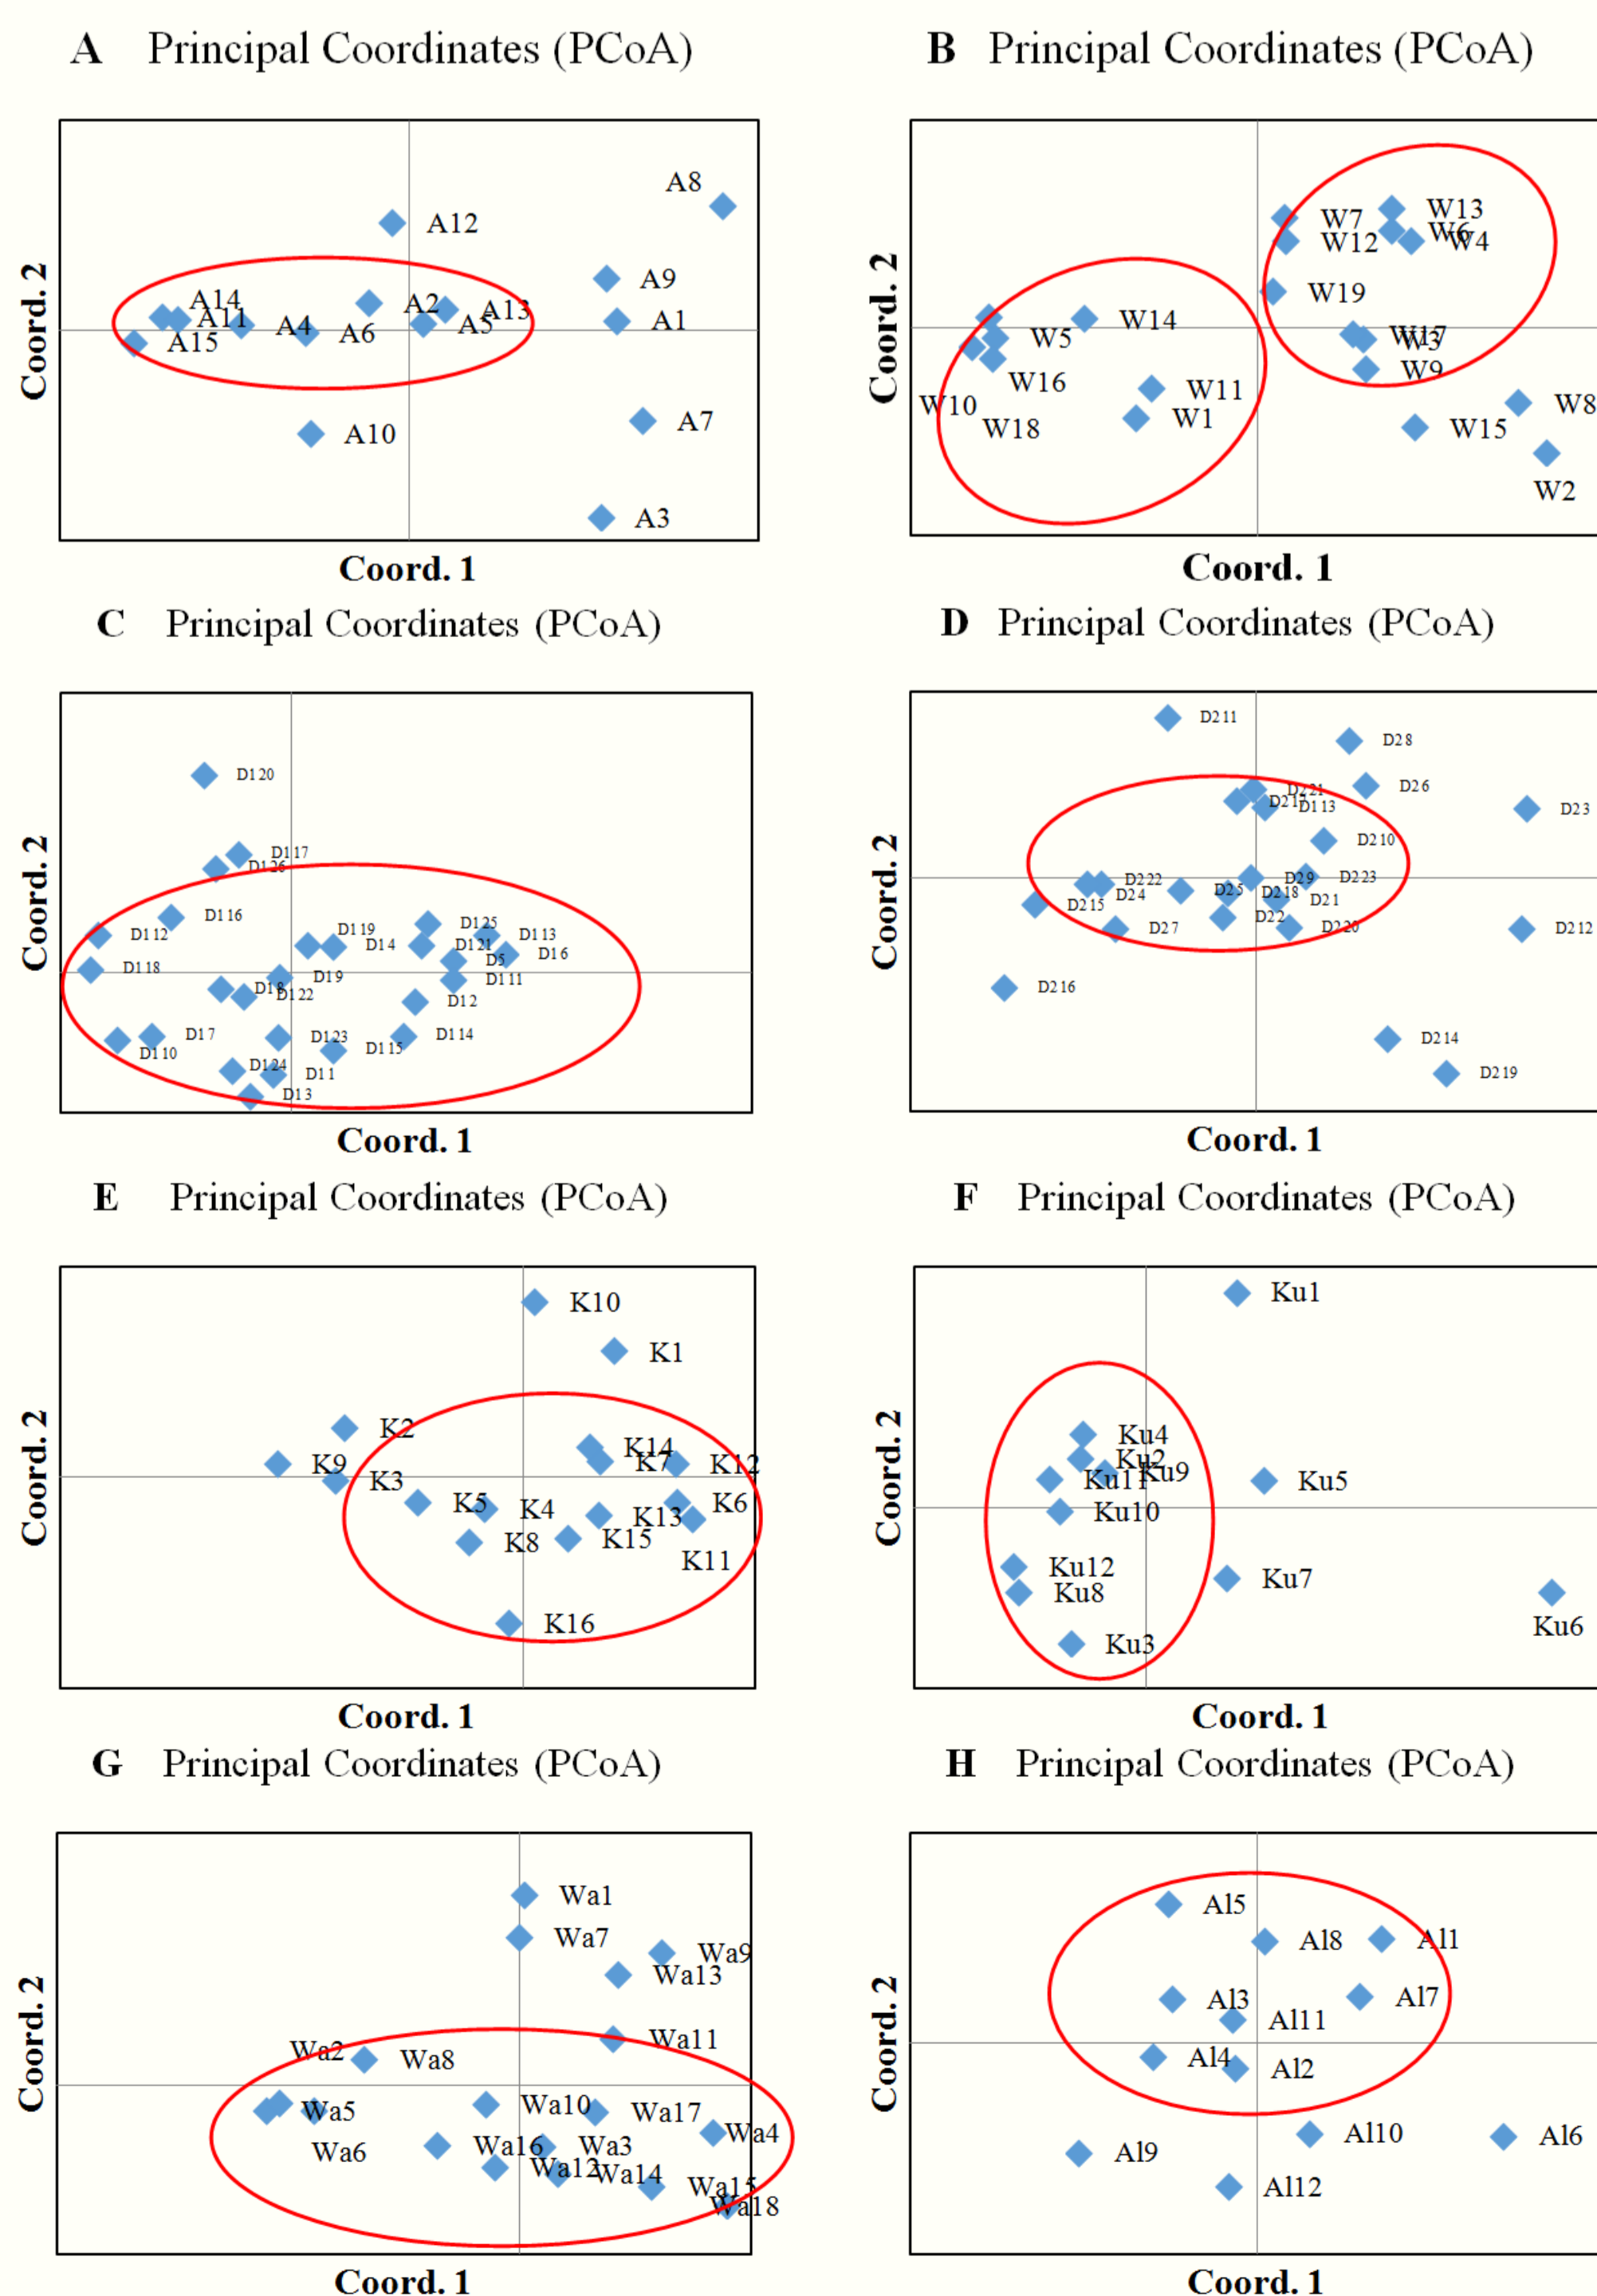 A Principal Coordinates (PCoA)
Coord. 2
A8
A12
A9
A14
A2
A13
A11
A4
A5
A1
A6
A15
A7
A10
A3
Coord. 1
B Principal Coordinates (PCoA)
Coord. 2
W13
W7
W6
W4
W12
W19
W14
W5
W17
W3
W9
W16
W11
W10
W8
W1
W18
W15
W2
Coord. 1
C Principal Coordinates (PCoA)
Coord. 2
D120
D117
D126
D116
D125
D119
D112
D113
D14
D121
D16
D5
D118
D19
D111
D18
D122
D12
D17
D123
D114
D115
D110
D124
D11
D13
Coord. 1
D Principal Coordinates (PCoA)
Coord. 2
D211
D28
D26
D221
D217
D113
D23
D210
D222
D29
D223
D25
D218
D24
D21
D215
D22
D27
D220
D212
D216
D214
D219
Coord. 1
E Principal Coordinates (PCoA)
Coord. 2
K10
K1
K2
K14
K9
K7
K12
K3
K5
K4
K6
K13
K8
K15
K11
K16
Coord. 1
F Principal Coordinates (PCoA)
Coord. 2
Ku1
Ku4
Ku2
Ku9
Ku11
Ku5
Ku10
Ku12
Ku7
Ku8
Ku6
Ku3
Coord. 1
G Principal Coordinates (PCoA)
Coord. 2
Wa1
Wa7
Wa9
Wa13
Wa11
Wa2
Wa8
Wa5
Wa10
Wa17
Wa4
Wa6
Wa16
Wa3
Wa12
Wa14
Wa15
Wa18
Coord. 1
H Principal Coordinates (PCoA)
Coord. 2
Al5
Al8
Al1
Al3
Al7
Al11
Al4
Al2
Al10
Al6
Al9
Al12
Coord. 1